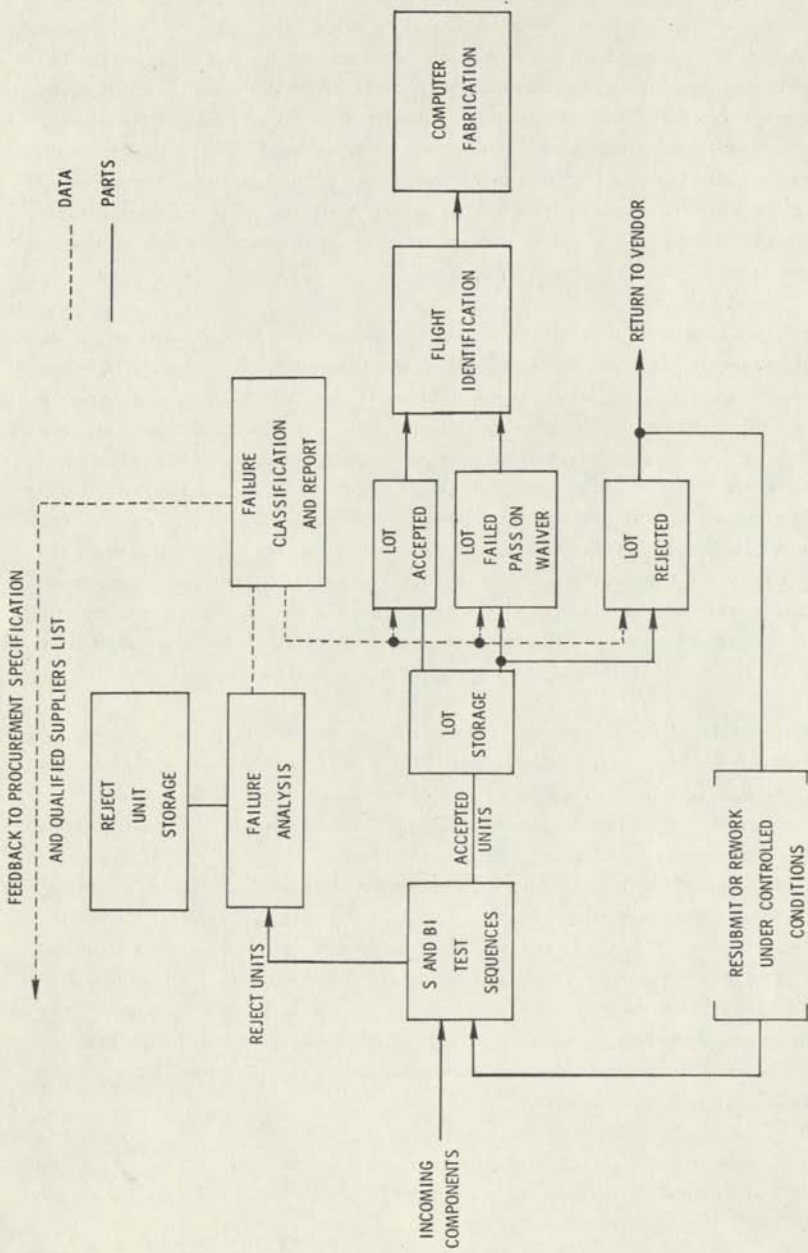 FEEDBACK TO PROCUREMENT SPECIFICATION
AND QUALIFIED SUPPLIERS LIST
DATA
PARTS
REJECT
UNIT
STORAGE
FAILURE
ANALYSIS
FAILURE
CLASSIFICATION
AND REPORT
REJECT UNITS
INCOMING
COMPONENTS
S AND BI
TEST
SEQUENCES
ACCEPTED
UNITS
LOT
STORAGE
LOT
ACCEPTED
LOT
FAILED
PASS ON
WAIVER
LOT
REJECTED
FLIGHT
IDENTIFICATION
COMPUTER
FABRICATION
RETURN TO VENDOR
RESUBMIT OR REWORK
UNDER CONTROLLED
CONDITIONS